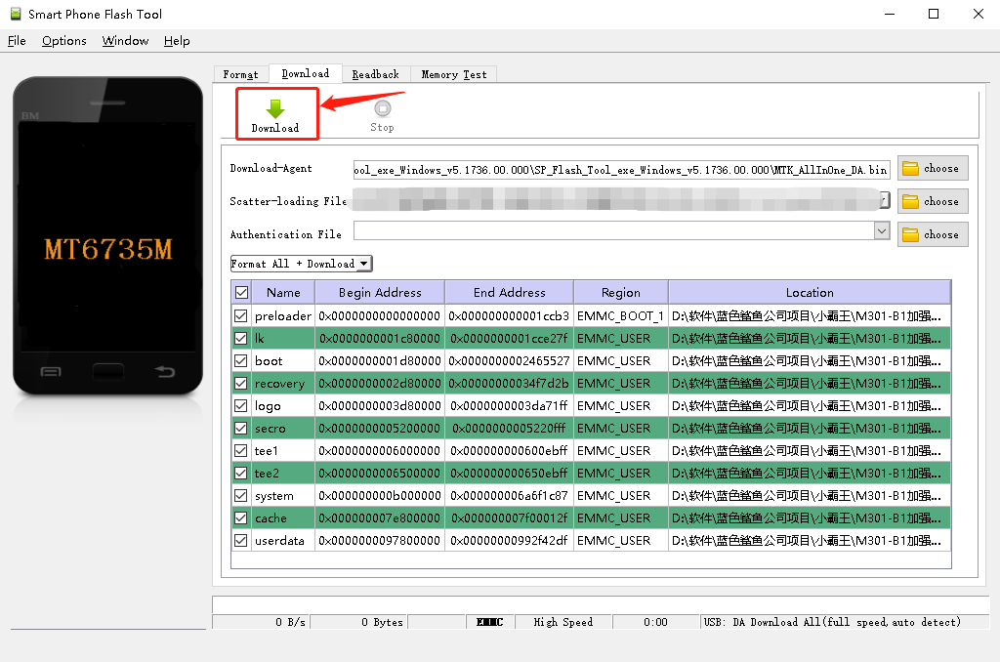 Smart Phone Flash Tool
File Options Window Help
Format Download Readback Memory Test
Download Stop
BM
MT6735M
Download-Agent ool_exe_Windows_v5.1736.00.000\SP_Flash_Tool_exe_Windows_v5.1736.00.000\MTK_AllInOne_DA.bin choose
Scatter-loading File choose
Authentication File choose
Format All + Download
Name Begin Address End Address Region Location
preloader 0x0000000000000000 0x000000000001ccb3 EMMC_BOOT_1 D:\软件\蓝色鲨鱼公司项目\小霸王\M301-B1加强...
lk 0x0000000001c80000 0x0000000001cce27f EMMC_USER D:\软件\蓝色鲨鱼公司项目\小霸王\M301-B1加强...
boot 0x0000000001d80000 0x0000000002465527 EMMC_USER D:\软件\蓝色鲨鱼公司项目\小霸王\M301-B1加强...
recovery 0x0000000002d80000 0x00000000034f7d2b EMMC_USER D:\软件\蓝色鲨鱼公司项目\小霸王\M301-B1加强...
logo 0x0000000003d80000 0x0000000003da71ff EMMC_USER D:\软件\蓝色鲨鱼公司项目\小霸王\M301-B1加强...
secro 0x0000000005200000 0x0000000005220fff EMMC_USER D:\软件\蓝色鲨鱼公司项目\小霸王\M301-B1加强...
tee1 0x0000000006000000 0x000000000600ebff EMMC_USER D:\软件\蓝色鲨鱼公司项目\小霸王\M301-B1加强...
tee2 0x0000000006500000 0x000000000650ebff EMMC_USER D:\软件\蓝色鲨鱼公司项目\小霸王\M301-B1加强...
system 0x000000000b000000 0x000000006a6f1c87 EMMC_USER D:\软件\蓝色鲨鱼公司项目\小霸王\M301-B1加强...
cache 0x000000007e800000 0x000000007f00012f EMMC_USER D:\软件\蓝色鲨鱼公司项目\小霸王\M301-B1加强...
userdata 0x0000000097800000 0x00000000992f42df EMMC_USER D:\软件\蓝色鲨鱼公司项目\小霸王\M301-B1加强...
0 B/s 0 Bytes EMMC High Speed 0:00 USB: DA Download All(full speed,auto detect)